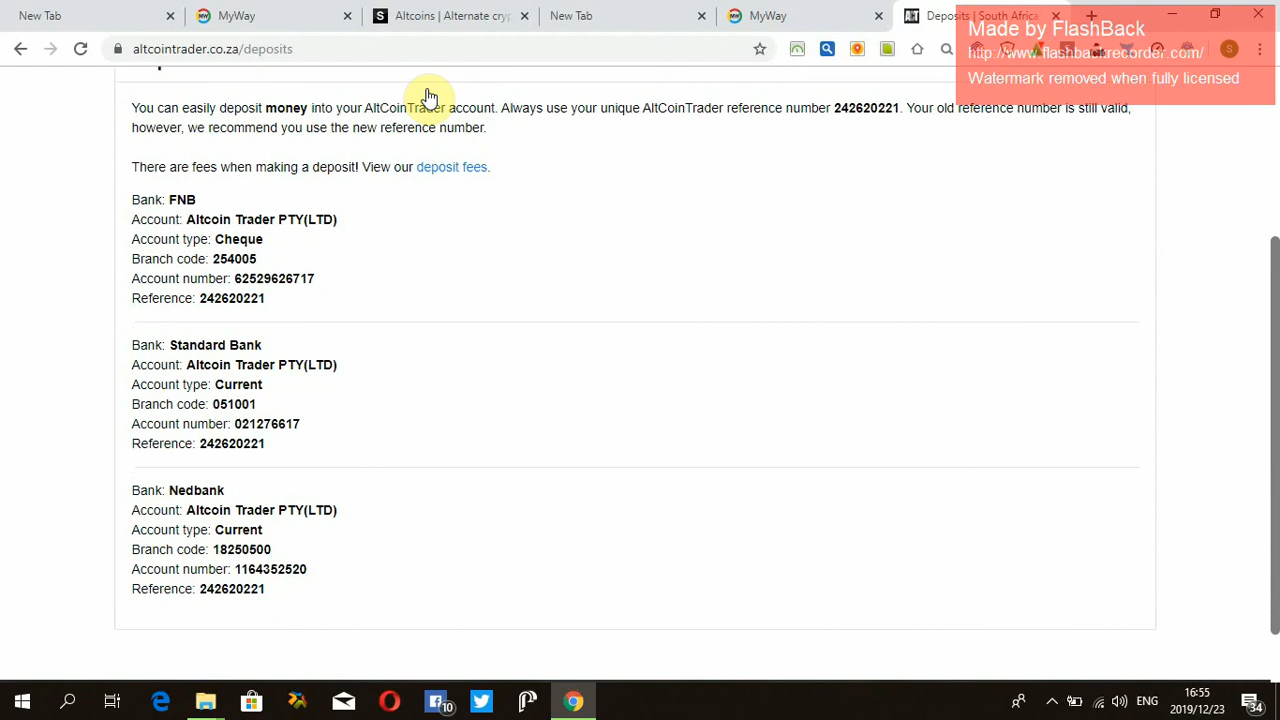 New Tab
MyWay
Altcoins | Alternate cry
New Tab
MyWay
Deposits | South Africa
Made by FlashBack
http://www.flashbackrecorder.com/
Watermark removed when fully licensed
altcointrader.co.za/deposits
S
You can easily deposit money into your AltCoinTrader account. Always use your unique AltCoinTrader reference number 242620221. Your old reference number is still valid,
however, we recommend you use the new reference number.
There are fees when making a deposit! View our deposit fees.
Bank: FNB
Account: Altcoin Trader PTY(LTD)
Account type: Cheque
Branch code: 254005
Account number: 62529626717
Reference: 242620221
Bank: Standard Bank
Account: Altcoin Trader PTY(LTD)
Account type: Current
Branch code: 051001
Account number: 021276617
Reference: 242620221
Bank: Nedbank
Account: Altcoin Trader PTY(LTD)
Account type: Current
Branch code: 18250500
Account number: 1164352520
Reference: 242620221
10
ENG
16:55
2019/12/23
34